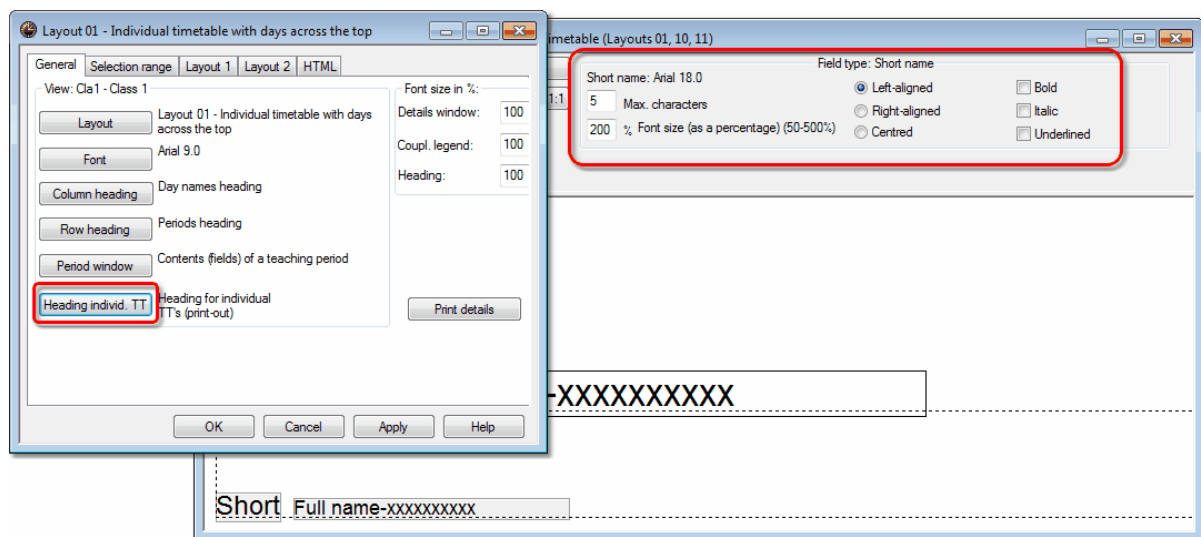 Layout 01 - Individual timetable with days across the top
General Selection range Layout 1 Layout 2 HTML
View: Cla1 - Class 1
Layout
Layout 01 - Individual timetable with days
across the top
Font
Arial 9.0
Column heading
Day names heading
Row heading
Periods heading
Period window
Contents (fields) of a teaching period
Heading individ. TT
Heading for individual
TT's (print-out)
Font size in %:
Details window: 100
Coupl. legend: 100
Heading: 100
Print details
OK Cancel Apply Help
imetable (Layouts 01, 10, 11)
1:1
Field type: Short name
Short name: Arial 18.0
5 Max. characters
200 % Font size (as a percentage) (50-500%)
Left-aligned
Right-aligned
Centred
Bold
Italic
Underlined
-XXXXXXXXXX
Short Full name-xxxxxxxxxx